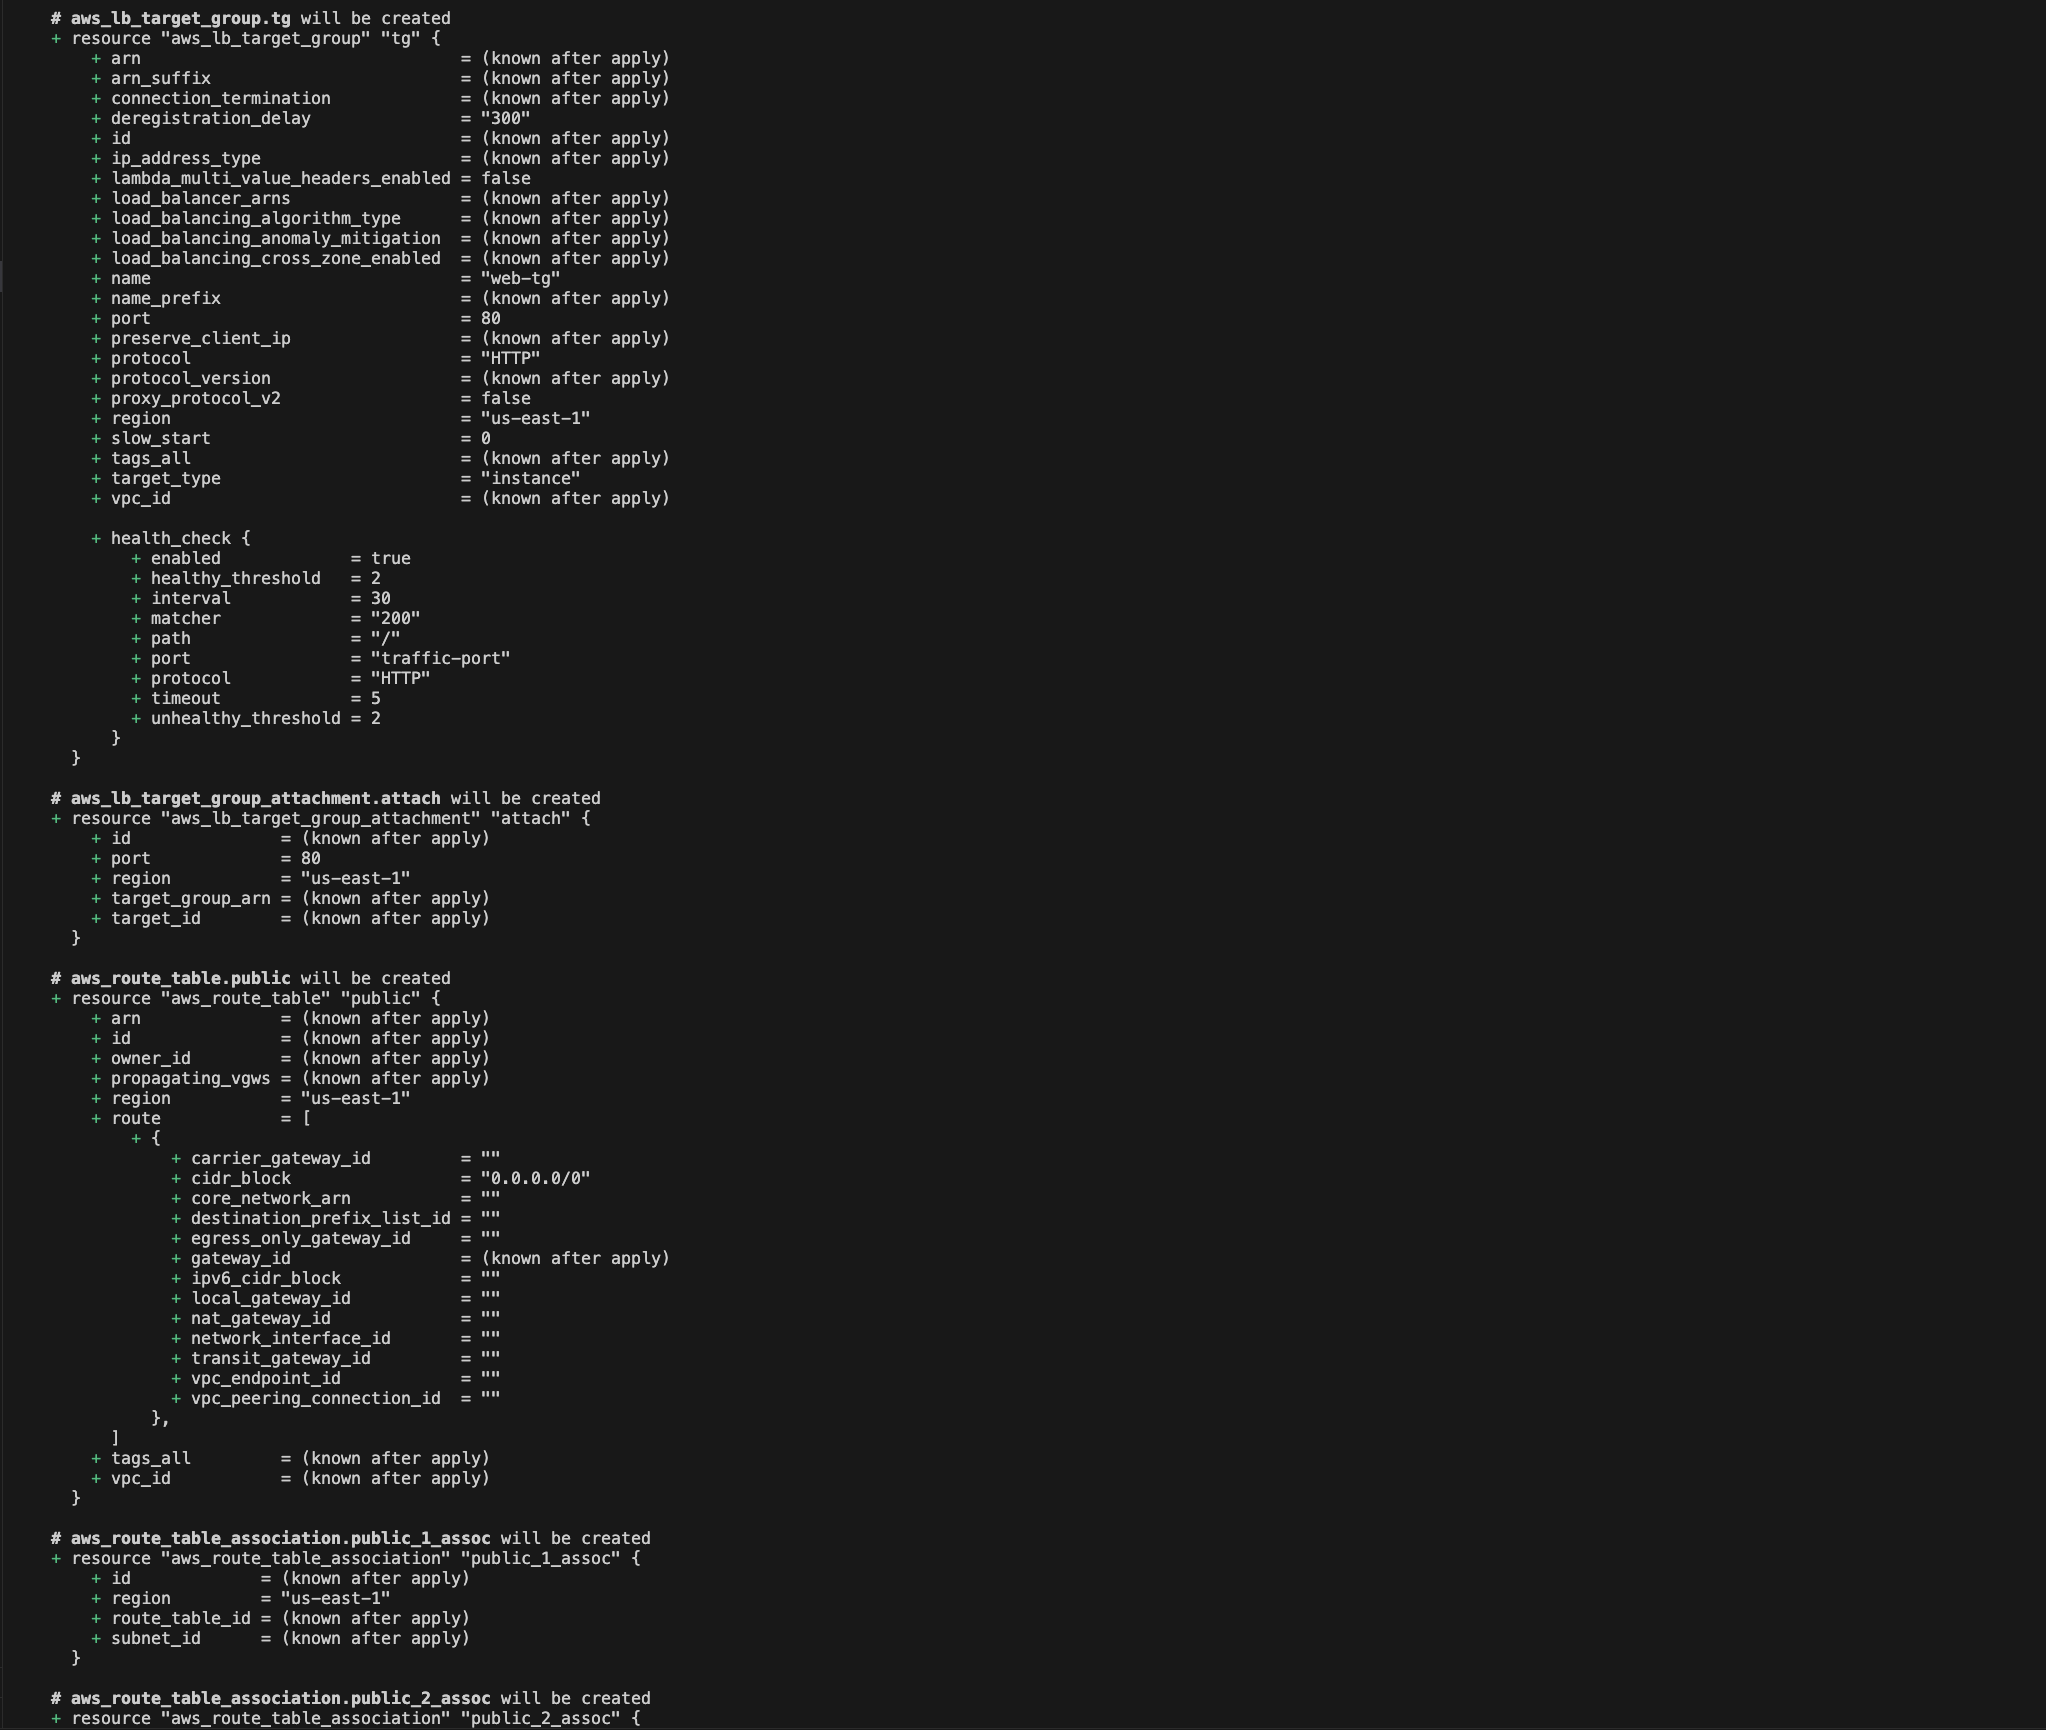 # aws_lb_target_group.tg will be created
+ resource "aws_lb_target_group" "tg" {
    + arn                                = (known after apply)
    + arn_suffix                         = (known after apply)
    + connection_termination             = (known after apply)
    + deregistration_delay               = "300"
    + id                                 = (known after apply)
    + ip_address_type                    = (known after apply)
    + lambda_multi_value_headers_enabled = false
    + load_balancer_arns                 = (known after apply)
    + load_balancing_algorithm_type      = (known after apply)
    + load_balancing_anomaly_mitigation  = (known after apply)
    + load_balancing_cross_zone_enabled  = (known after apply)
    + name                               = "web-tg"
    + name_prefix                        = (known after apply)
    + port                               = 80
    + preserve_client_ip                 = (known after apply)
    + protocol                           = "HTTP"
    + protocol_version                   = (known after apply)
    + proxy_protocol_v2                  = false
    + region                             = "us-east-1"
    + slow_start                         = 0
    + tags_all                           = (known after apply)
    + target_type                        = "instance"
    + vpc_id                             = (known after apply)

    + health_check {
        + enabled             = true
        + healthy_threshold   = 2
        + interval            = 30
        + matcher             = "200"
        + path                = "/"
        + port                = "traffic-port"
        + protocol            = "HTTP"
        + timeout             = 5
        + unhealthy_threshold = 2
      }
  }

# aws_lb_target_group_attachment.attach will be created
+ resource "aws_lb_target_group_attachment" "attach" {
    + id               = (known after apply)
    + port             = 80
    + region           = "us-east-1"
    + target_group_arn = (known after apply)
    + target_id        = (known after apply)
  }

# aws_route_table.public will be created
+ resource "aws_route_table" "public" {
    + arn              = (known after apply)
    + id               = (known after apply)
    + owner_id         = (known after apply)
    + propagating_vgws = (known after apply)
    + region           = "us-east-1"
    + route            = [
        + {
            + carrier_gateway_id         = ""
            + cidr_block                 = "0.0.0.0/0"
            + core_network_arn           = ""
            + destination_prefix_list_id = ""
            + egress_only_gateway_id     = ""
            + gateway_id                 = (known after apply)
            + ipv6_cidr_block            = ""
            + local_gateway_id           = ""
            + nat_gateway_id             = ""
            + network_interface_id       = ""
            + transit_gateway_id         = ""
            + vpc_endpoint_id            = ""
            + vpc_peering_connection_id  = ""
          },
      ]
    + tags_all         = (known after apply)
    + vpc_id           = (known after apply)
  }

# aws_route_table_association.public_1_assoc will be created
+ resource "aws_route_table_association" "public_1_assoc" {
    + id             = (known after apply)
    + region         = "us-east-1"
    + route_table_id = (known after apply)
    + subnet_id      = (known after apply)
  }

# aws_route_table_association.public_2_assoc will be created
+ resource "aws_route_table_association" "public_2_assoc" {